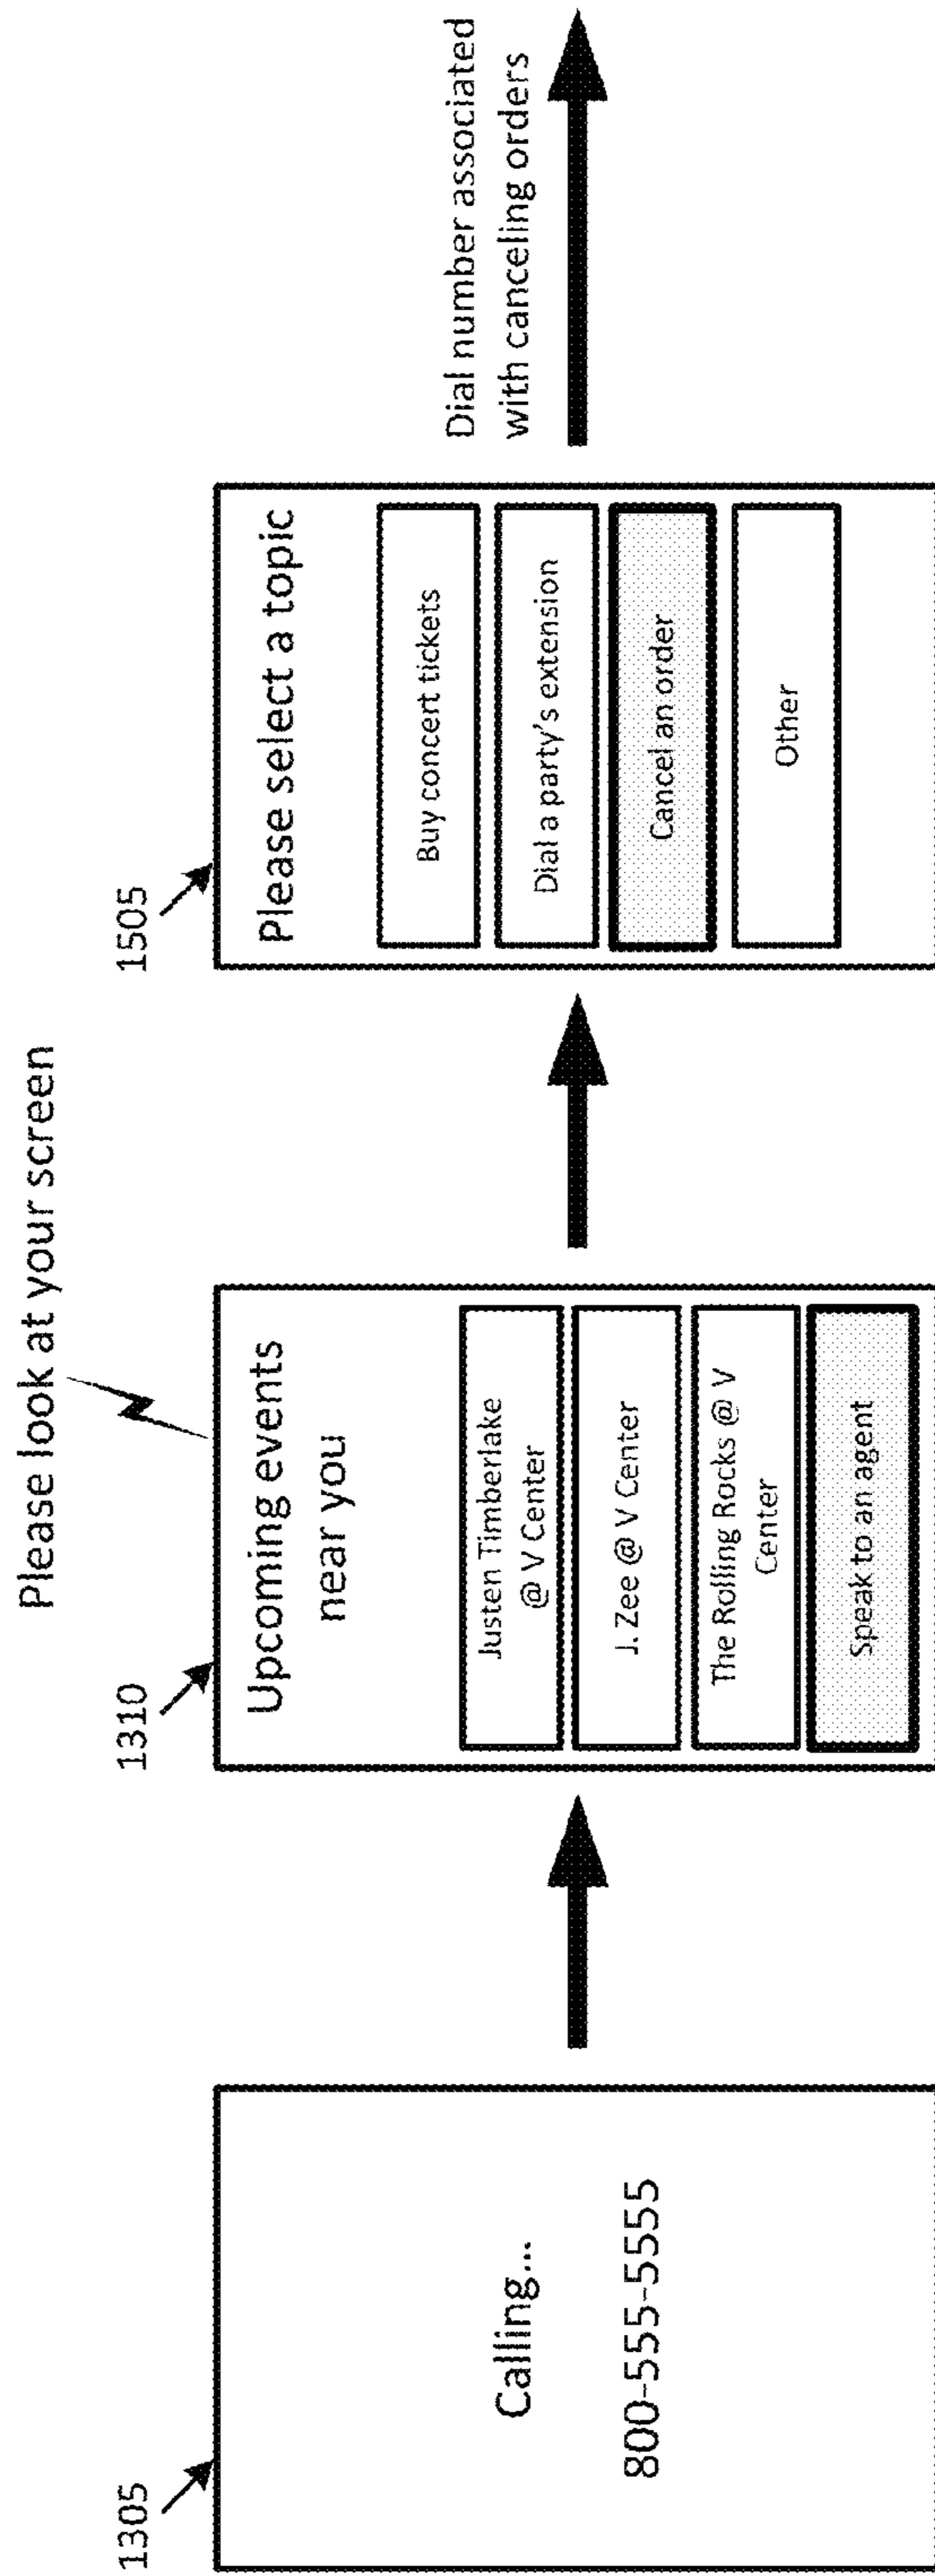 Please look at your screen
1305
Calling...
800-555-5555
1310
Upcoming events
near you
Justen Timberlake
@ V Center
J. Zee @ V Center
The Rolling Rocks @ V
Center
Speak to an agent
1505
Please select a topic
Buy concert tickets
Dial a party's extension
Cancel an order
Other
Dial number associated
with canceling orders